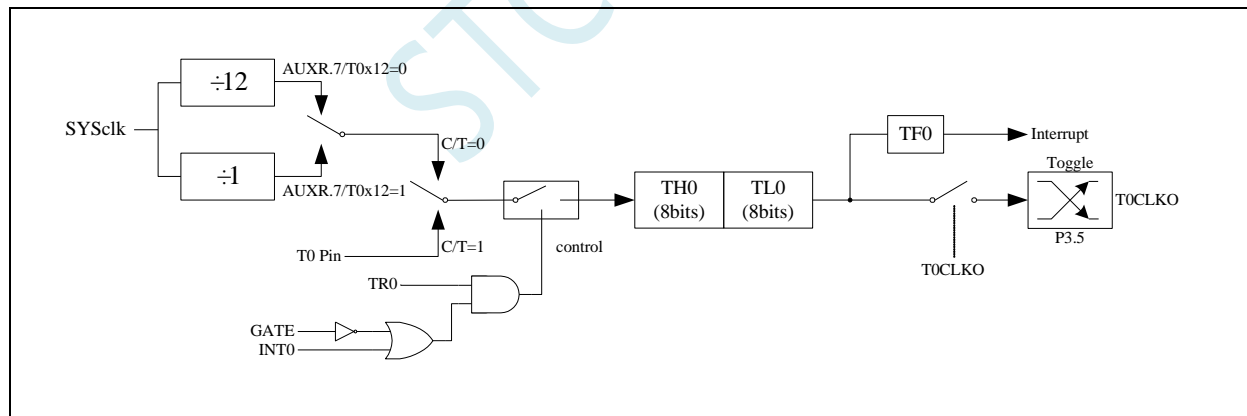 STC
÷12
AUXR.7/T0x12=0
SYSclk
÷1
AUXR.7/T0x12=1
C/T=0
T0 Pin
C/T=1
control
TR0
GATE
INT0
TH0
(8bits)
TL0
(8bits)
TF0
Interrupt
Toggle
T0CLKO
P3.5
T0CLKO